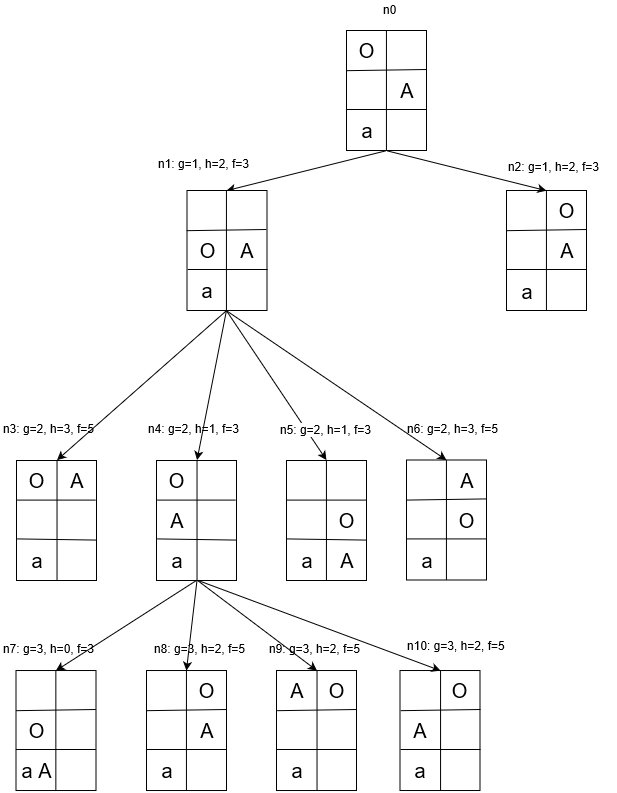 n0
O
A
a
n1: g=1, h=2, f=3
n2: g=1, h=2, f=3
O A
a
O
A
a
n3: g=2, h=3, f=5
n4: g=2, h=1, f=3
n5: g=2, h=1, f=3
n6: g=2, h=3, f=5
O A
a
O
A
a
O
a A
A
O
a
n7: g=3, h=0, f=3
n8: g=3, h=2, f=5
n9: g=3, h=2, f=5
n10: g=3, h=2, f=5
O
a A
O
A
a
A O
a
O
A
a